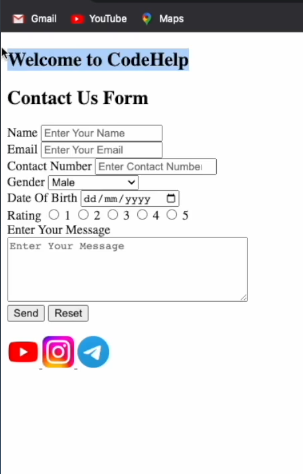 Gmail YouTube Maps
Welcome to CodeHelp
Contact Us Form
Name Enter Your Name
Email Enter Your Email
Contact Number Enter Contact Number
Gender Male
Date Of Birth dd/mm/yyyy
Rating 1 2 3 4 5
Enter Your Message
Enter Your Message
Send Reset